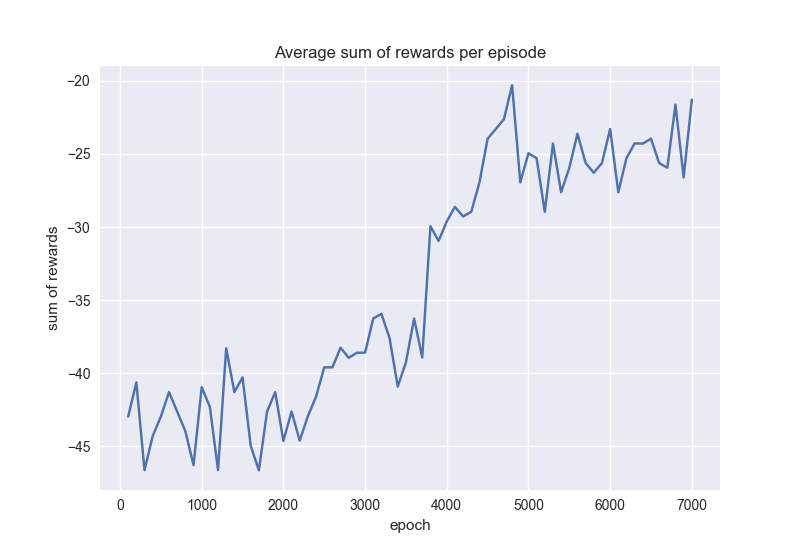 Average sum of rewards per episode
sum of rewards
−20
−25
−30
−35
−40
−45
0 1000 2000 3000 4000 5000 6000 7000
epoch